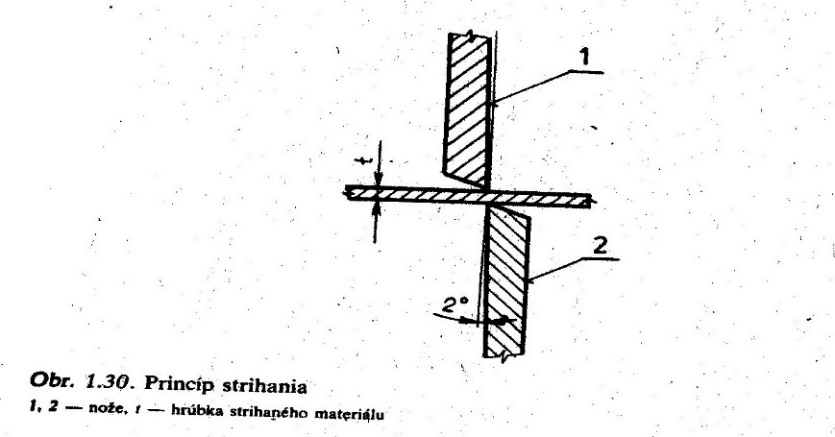 1
t
2
2°
Obr. 1.30. Princíp strihania
1, 2 — nože, t — hrúbka strihaného materiálu